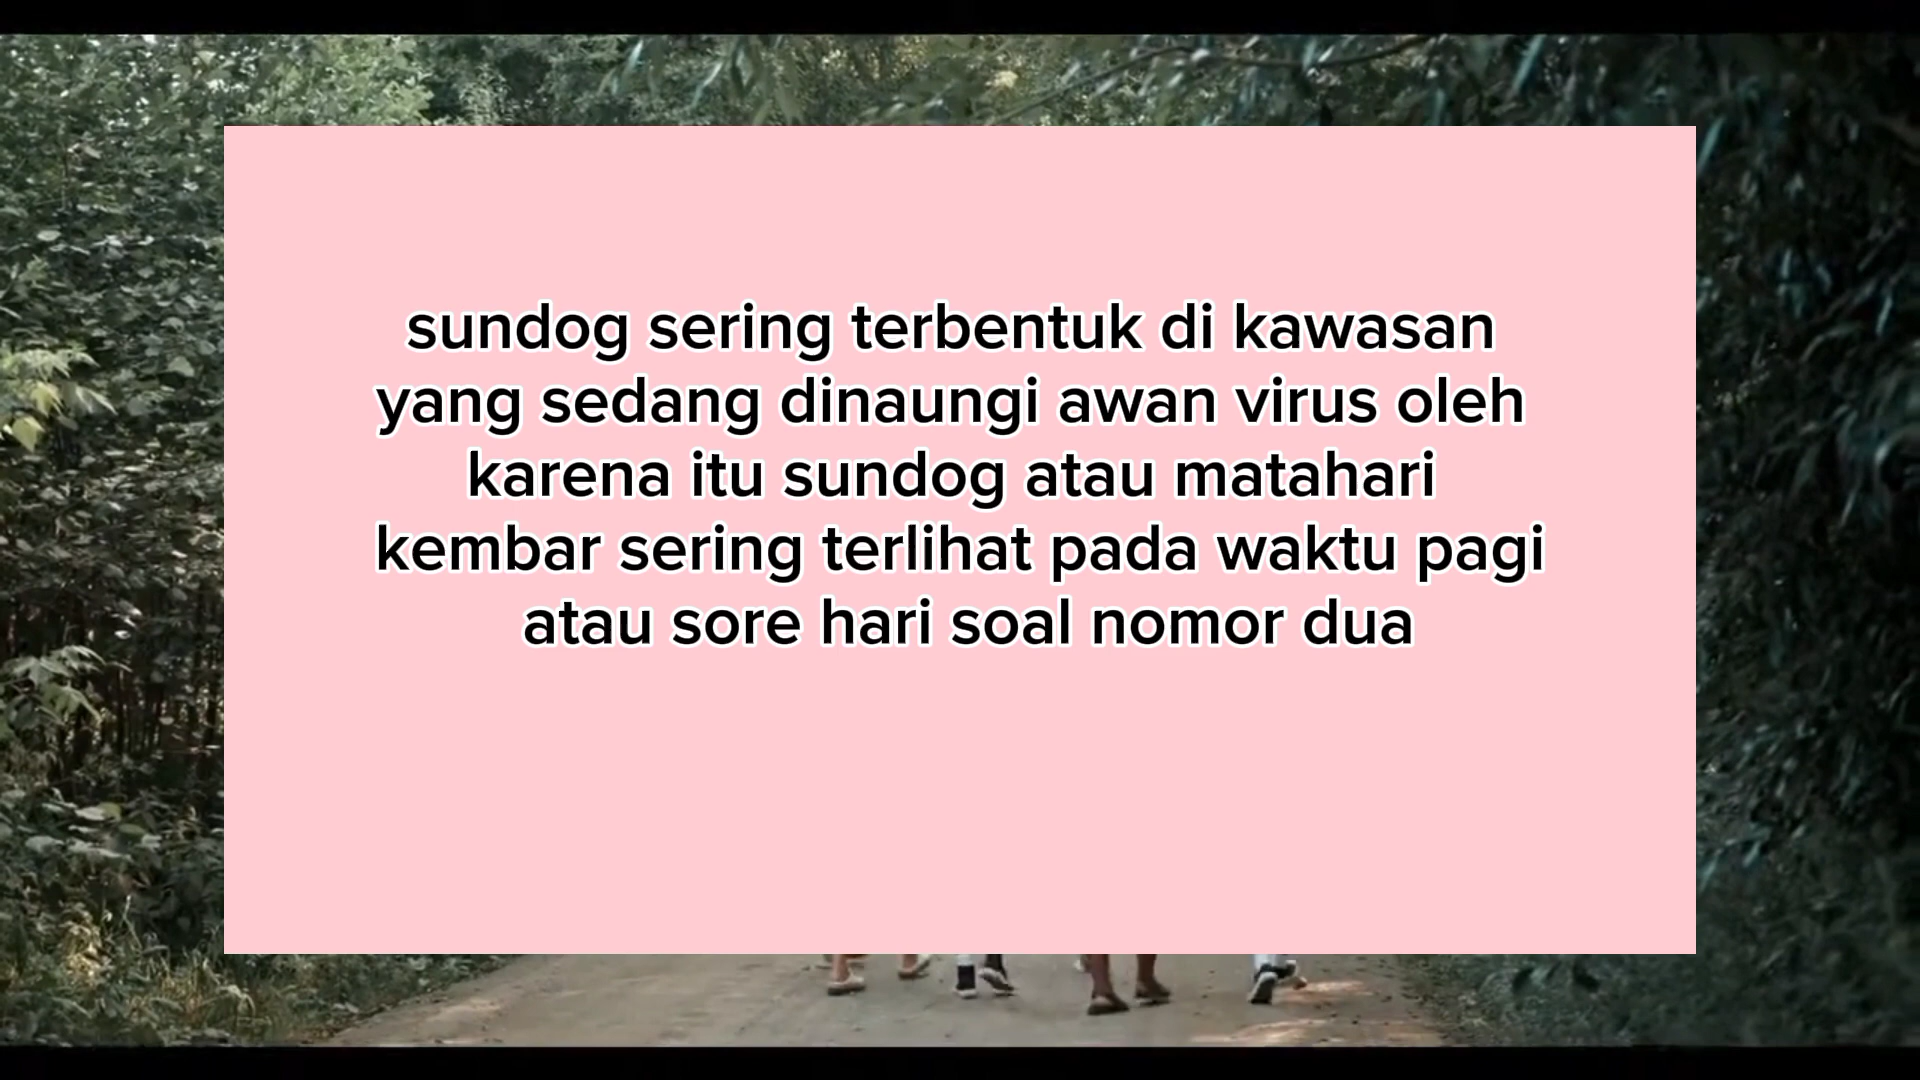 sundog sering terbentuk di kawasan
yang sedang dinaungi awan virus oleh
karena itu sundog atau matahari
kembar sering terlihat pada waktu pagi
atau sore hari soal nomor dua